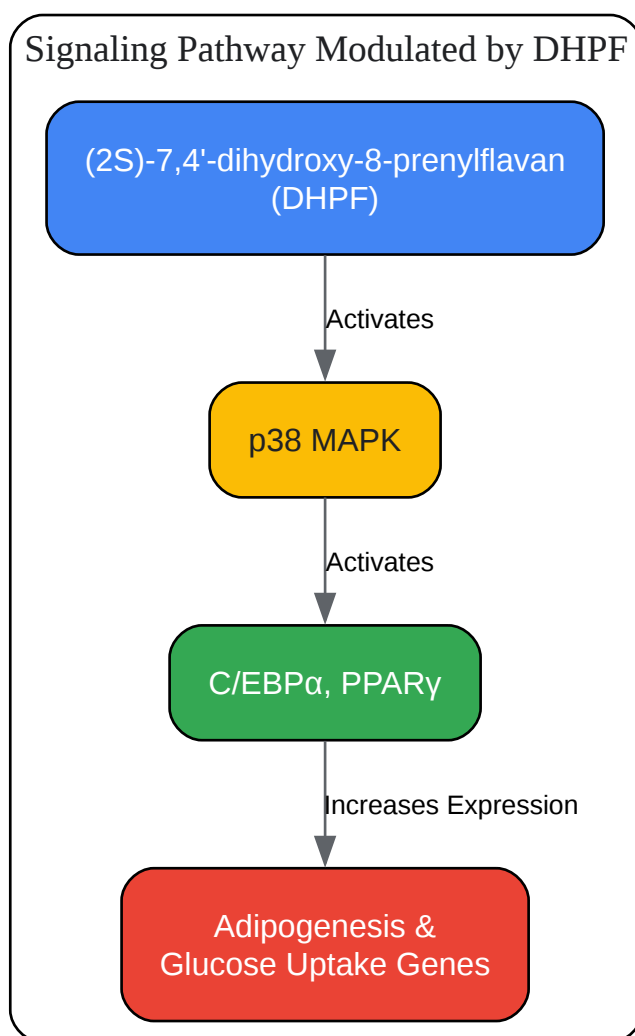 Signaling Pathway Modulated by DHPF
(2S)-7,4'-dihydroxy-8-prenylflavan
(DHPF)
Activates
p38 MAPK
Activates
C/EBPα, PPARγ
Increases Expression
Adipogenesis &
Glucose Uptake Genes